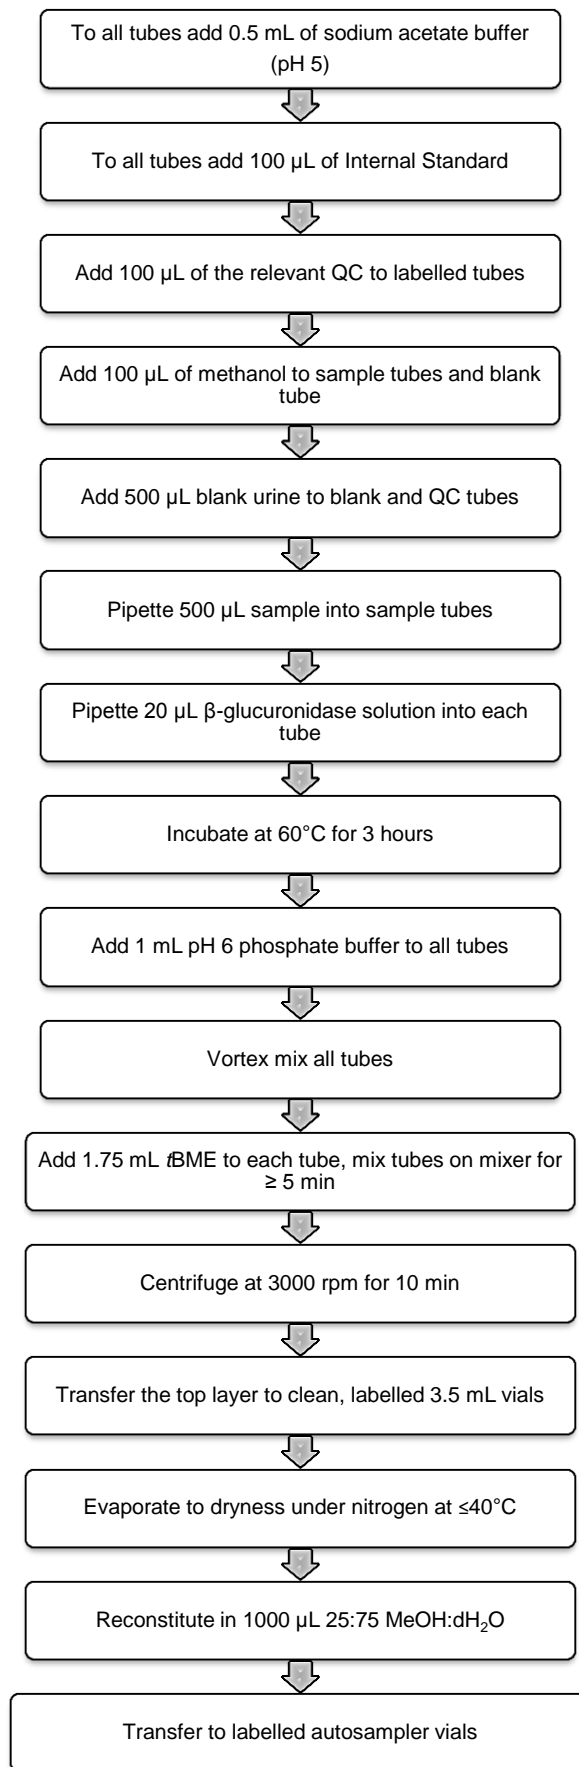 To all tubes add 0.5 mL of sodium acetate buffer
(pH 5)
To all tubes add 100 µL of Internal Standard
Add 100 µL of the relevant QC to labelled tubes
Add 100 µL of methanol to sample tubes and blank
tube
Add 500 µL blank urine to blank and QC tubes
Pipette 500 µL sample into sample tubes
Pipette 20 µL β-glucuronidase solution into each
tube
Incubate at 60°C for 3 hours
Add 1 mL pH 6 phosphate buffer to all tubes
Vortex mix all tubes
Add 1.75 mL tBME to each tube, mix tubes on mixer for
≥ 5 min
Centrifuge at 3000 rpm for 10 min
Transfer the top layer to clean, labelled 3.5 mL vials
Evaporate to dryness under nitrogen at ≤40°C
Reconstitute in 1000 µL 25:75 MeOH:dH₂O
Transfer to labelled autosampler vials